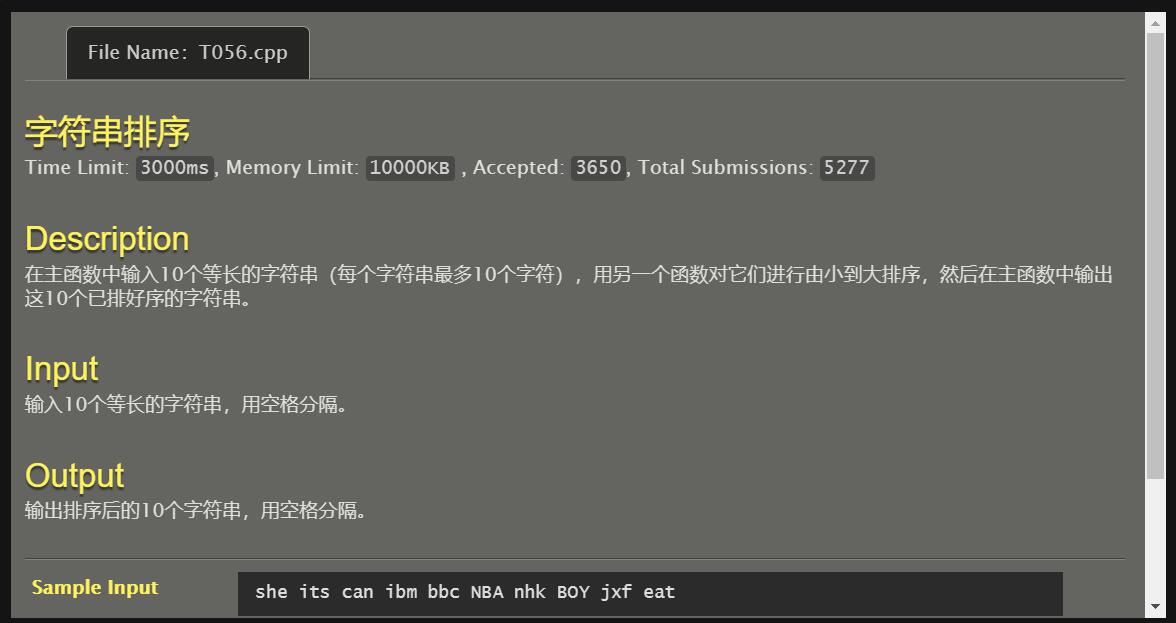 File Name: T056.cpp
字符串排序
Time Limit: 3000ms, Memory Limit: 10000KB , Accepted: 3650, Total Submissions: 5277
Description
在主函数中输入10个等长的字符串（每个字符串最多10个字符），用另一个函数对它们进行由小到大排序，然后在主函数中输出
这10个已排好序的字符串。
Input
输入10个等长的字符串，用空格分隔。
Output
输出排序后的10个字符串，用空格分隔。
Sample Input she its can ibm bbc NBA nhk BOY jxf eat